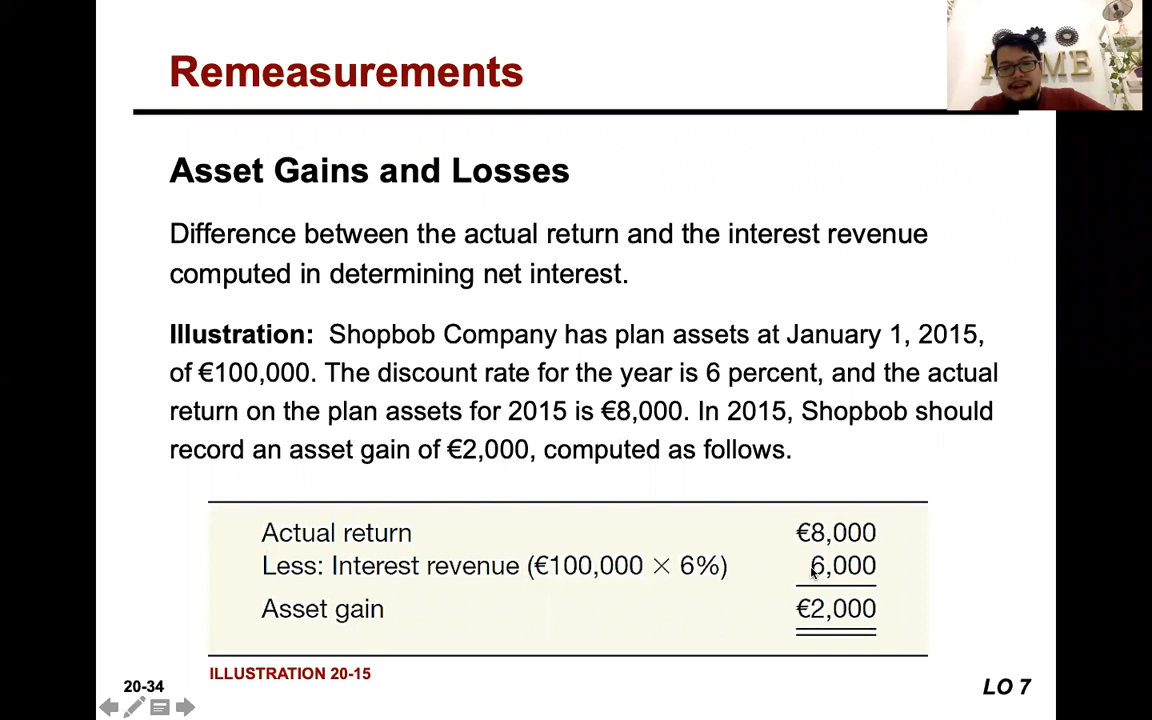 Remeasurements
HOME
Asset Gains and Losses
Difference between the actual return and the interest revenue
computed in determining net interest.
Illustration: Shopbob Company has plan assets at January 1, 2015,
of €100,000. The discount rate for the year is 6 percent, and the actual
return on the plan assets for 2015 is €8,000. In 2015, Shopbob should
record an asset gain of €2,000, computed as follows.
Actual return €8,000
Less: Interest revenue (€100,000 × 6%) 6,000
Asset gain €2,000
ILLUSTRATION 20-15
20-34
LO 7